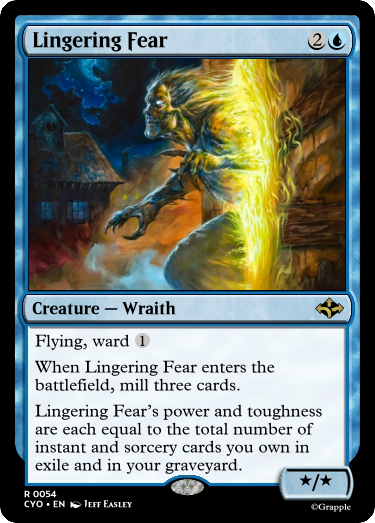 Lingering Fear 2
Creature — Wraith
Flying, ward 1
When Lingering Fear enters the
battlefield, mill three cards.
Lingering Fear's power and toughness
are each equal to the total number of
instant and sorcery cards you own in
exile and in your graveyard.
R 0054
CYO • EN Jeff Easley
★/★
©Grapple